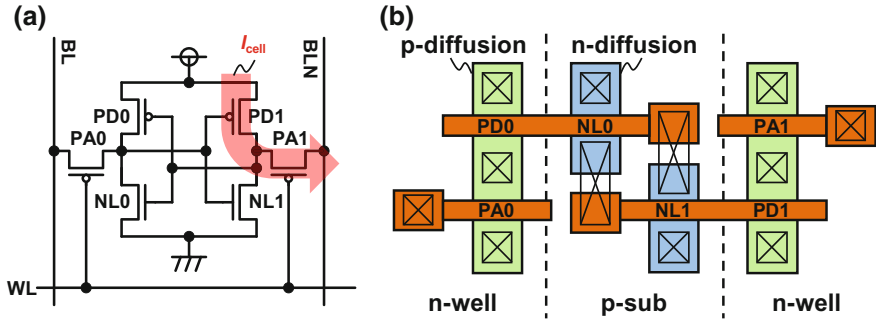 (a)
BL
BLN
Icell
PD0
PD1
PA0
PA1
NL0
NL1
WL
(b)
p-diffusion
n-diffusion
PD0
NL0
PA1
PA0
NL1
PD1
n-well
p-sub
n-well